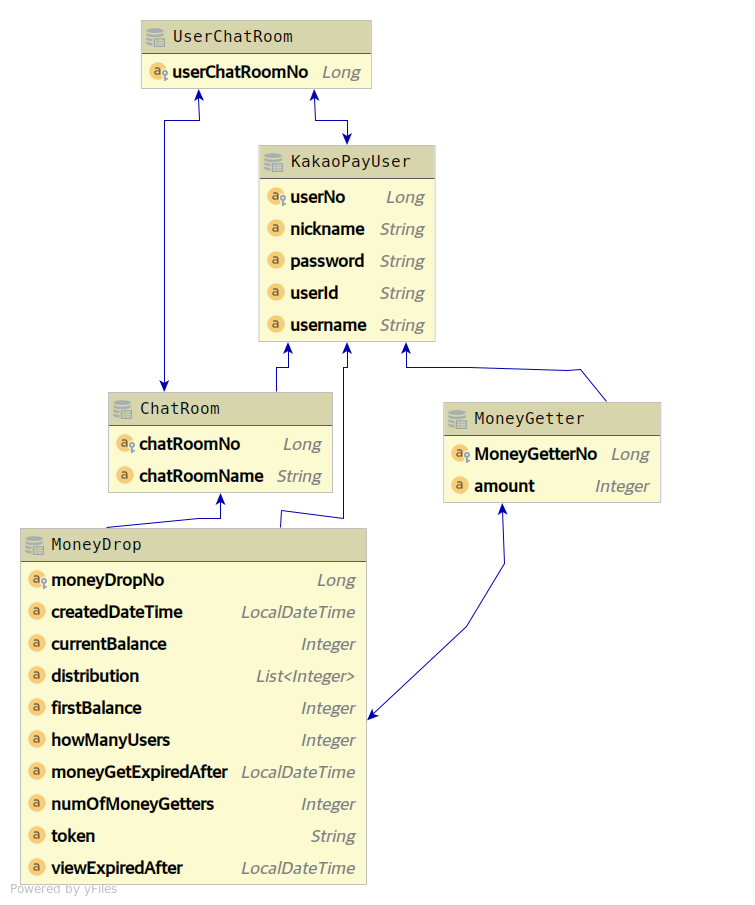 UserChatRoom
userChatRoomNo Long
KakaoPayUser
userNo Long
nickname String
password String
userId String
username String
ChatRoom
chatRoomNo Long
chatRoomName String
MoneyGetter
MoneyGetterNo Long
amount Integer
MoneyDrop
moneyDropNo Long
createdDateTime LocalDateTime
currentBalance Integer
distribution List<Integer>
firstBalance Integer
howManyUsers Integer
moneyGetExpiredAfter LocalDateTime
numOfMoneyGetters Integer
token String
viewExpiredAfter LocalDateTime
Powered by yFiles